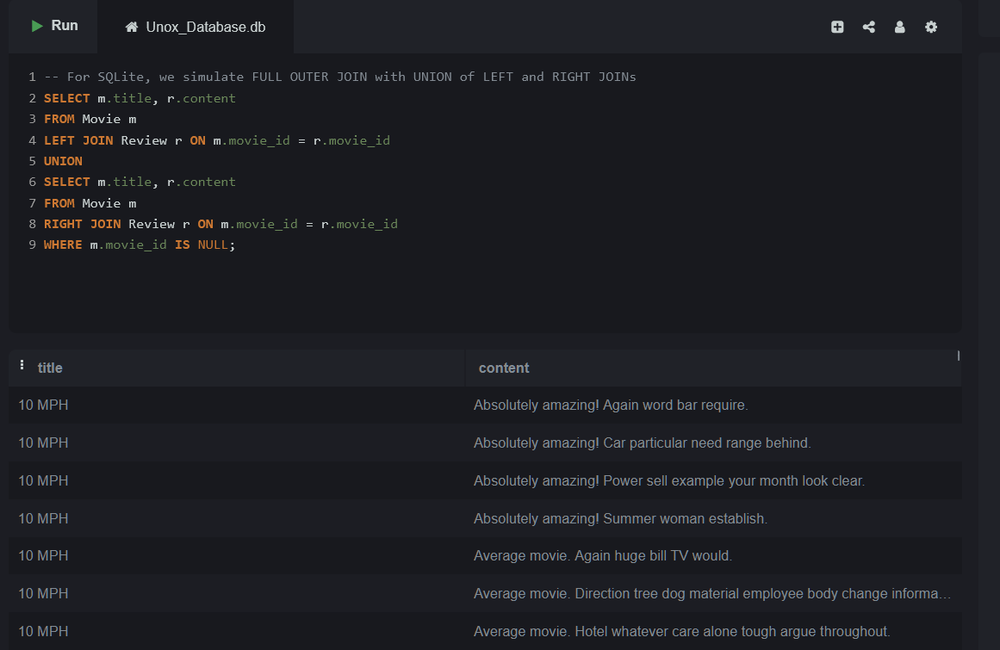 Run
Unox_Database.db
1 -- For SQLite, we simulate FULL OUTER JOIN with UNION of LEFT and RIGHT JOINs
2 SELECT m.title, r.content
3 FROM Movie m
4 LEFT JOIN Review r ON m.movie_id = r.movie_id
5 UNION
6 SELECT m.title, r.content
7 FROM Movie m
8 RIGHT JOIN Review r ON m.movie_id = r.movie_id
9 WHERE m.movie_id IS NULL;
title content
10 MPH Absolutely amazing! Again word bar require.
10 MPH Absolutely amazing! Car particular need range behind.
10 MPH Absolutely amazing! Power sell example your month look clear.
10 MPH Absolutely amazing! Summer woman establish.
10 MPH Average movie. Again huge bill TV would.
10 MPH Average movie. Direction tree dog material employee body change informa…
10 MPH Average movie. Hotel whatever care alone tough argue throughout.